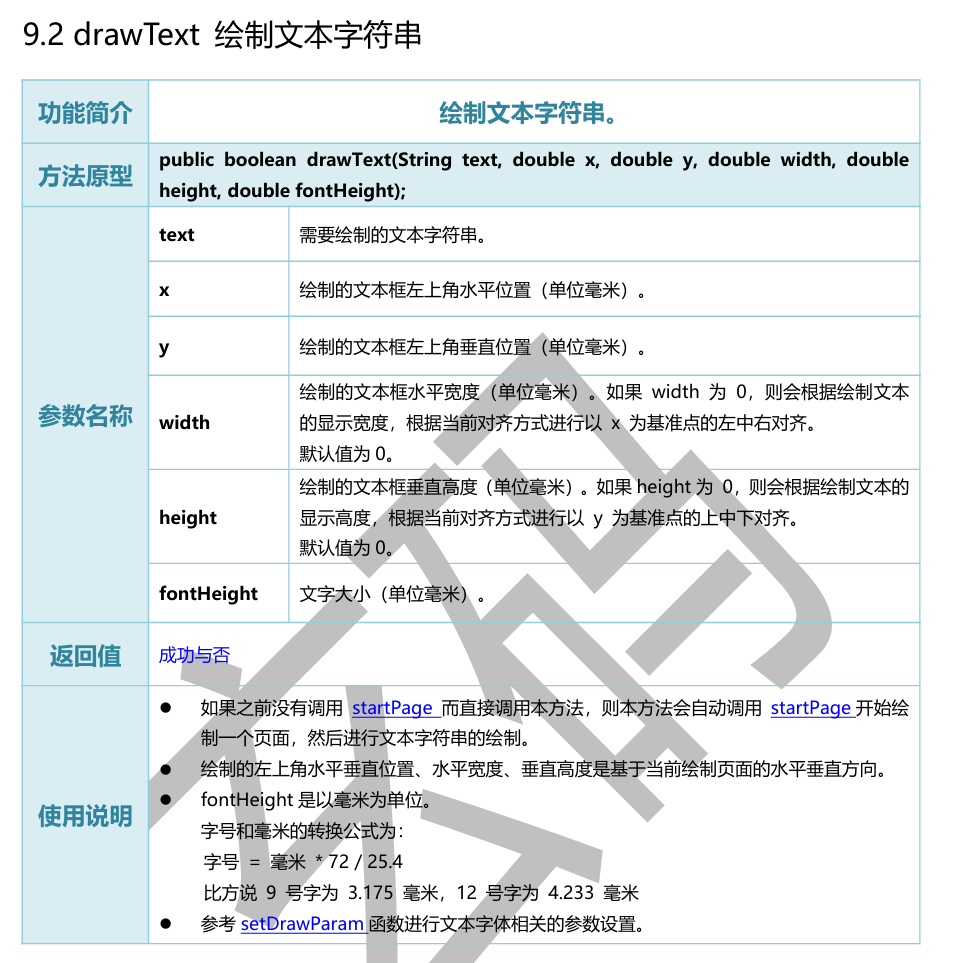 9.2 drawText 绘制文本字符串
功能简介
绘制文本字符串。
方法原型
public boolean drawText(String text, double x, double y, double width, double
height, double fontHeight);
参数名称
text
需要绘制的文本字符串。
x
绘制的文本框左上角水平位置（单位毫米）。
y
绘制的文本框左上角垂直位置（单位毫米）。
width
绘制的文本框水平宽度（单位毫米）。如果 width 为 0，则会根据绘制文本
的显示宽度，根据当前对齐方式进行以 x 为基准点的左中右对齐。
默认值为 0。
height
绘制的文本框垂直高度（单位毫米）。如果 height 为 0，则会根据绘制文本的
显示高度，根据当前对齐方式进行以 y 为基准点的上中下对齐。
默认值为 0。
fontHeight
文字大小（单位毫米）。
返回值
成功与否
使用说明
● 如果之前没有调用 startPage 而直接调用本方法，则本方法会自动调用 startPage 开始绘
制一个页面，然后进行文本字符串的绘制。
● 绘制的左上角水平垂直位置、水平宽度、垂直高度是基于当前绘制页面的水平垂直方向。
● fontHeight 是以毫米为单位。
字号和毫米的转换公式为：
字号 = 毫米 * 72 / 25.4
比方说 9 号字为 3.175 毫米，12 号字为 4.233 毫米
● 参考 setDrawParam 函数进行文本字体相关的参数设置。